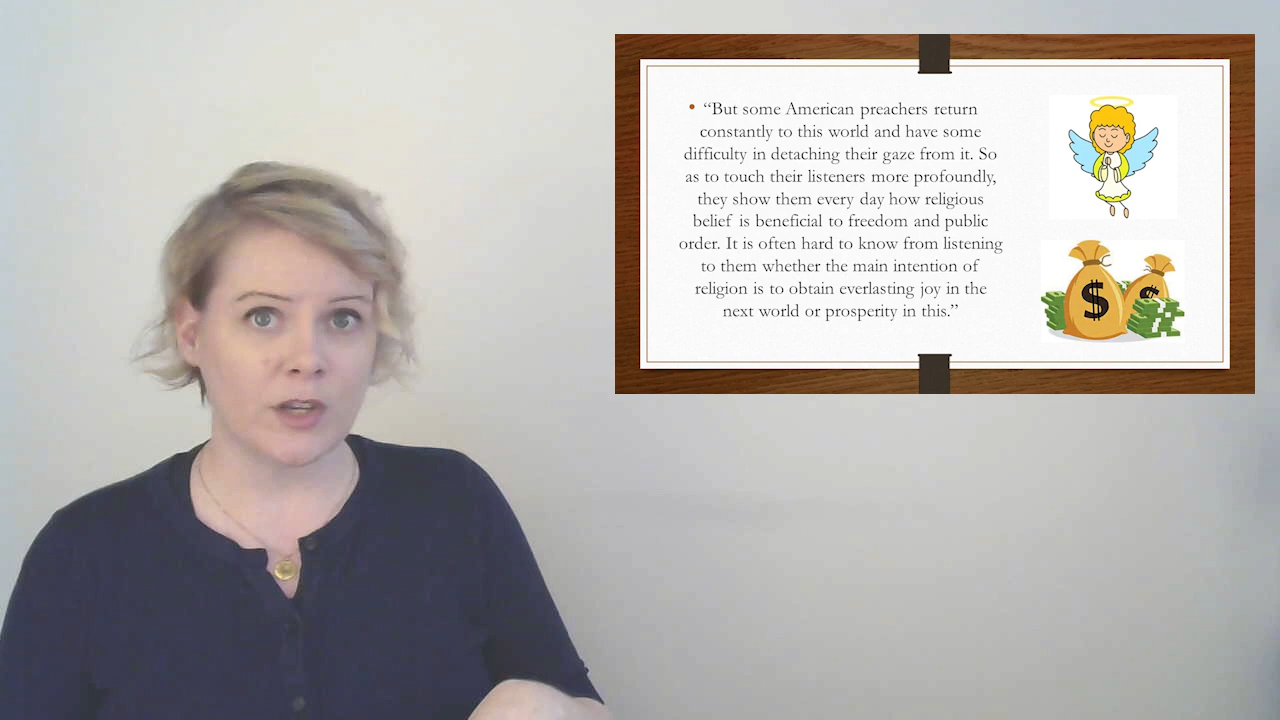 • “But some American preachers return
constantly to this world and have some
difficulty in detaching their gaze from it. So
as to touch their listeners more profoundly,
they show them every day how religious
belief is beneficial to freedom and public
order. It is often hard to know from listening
to them whether the main intention of
religion is to obtain everlasting joy in the
next world or prosperity in this.”
$
$